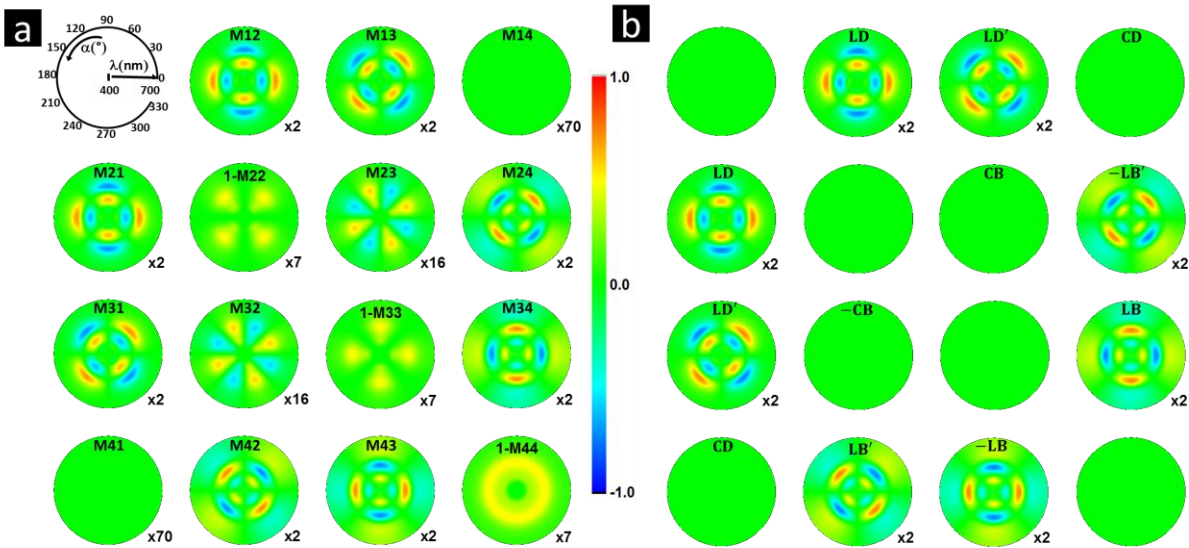 a
90
120 60
150 30
α(°)
λ(nm)
180 0
400 700
210 330
240 300
270
M12
x2
M13
x2
M14
x70
M21
x2
1-M22
x7
M23
x16
M24
x2
M31
x2
M32
x16
1-M33
x7
M34
x2
M41
x70
M42
x2
M43
x2
1-M44
x7
1.0
0.0
-1.0
b
LD
x2
LD′
x2
CD
LD
x2
CB
−LB′
x2
LD′
x2
−CB
LB
x2
CD
LB′
x2
−LB
x2